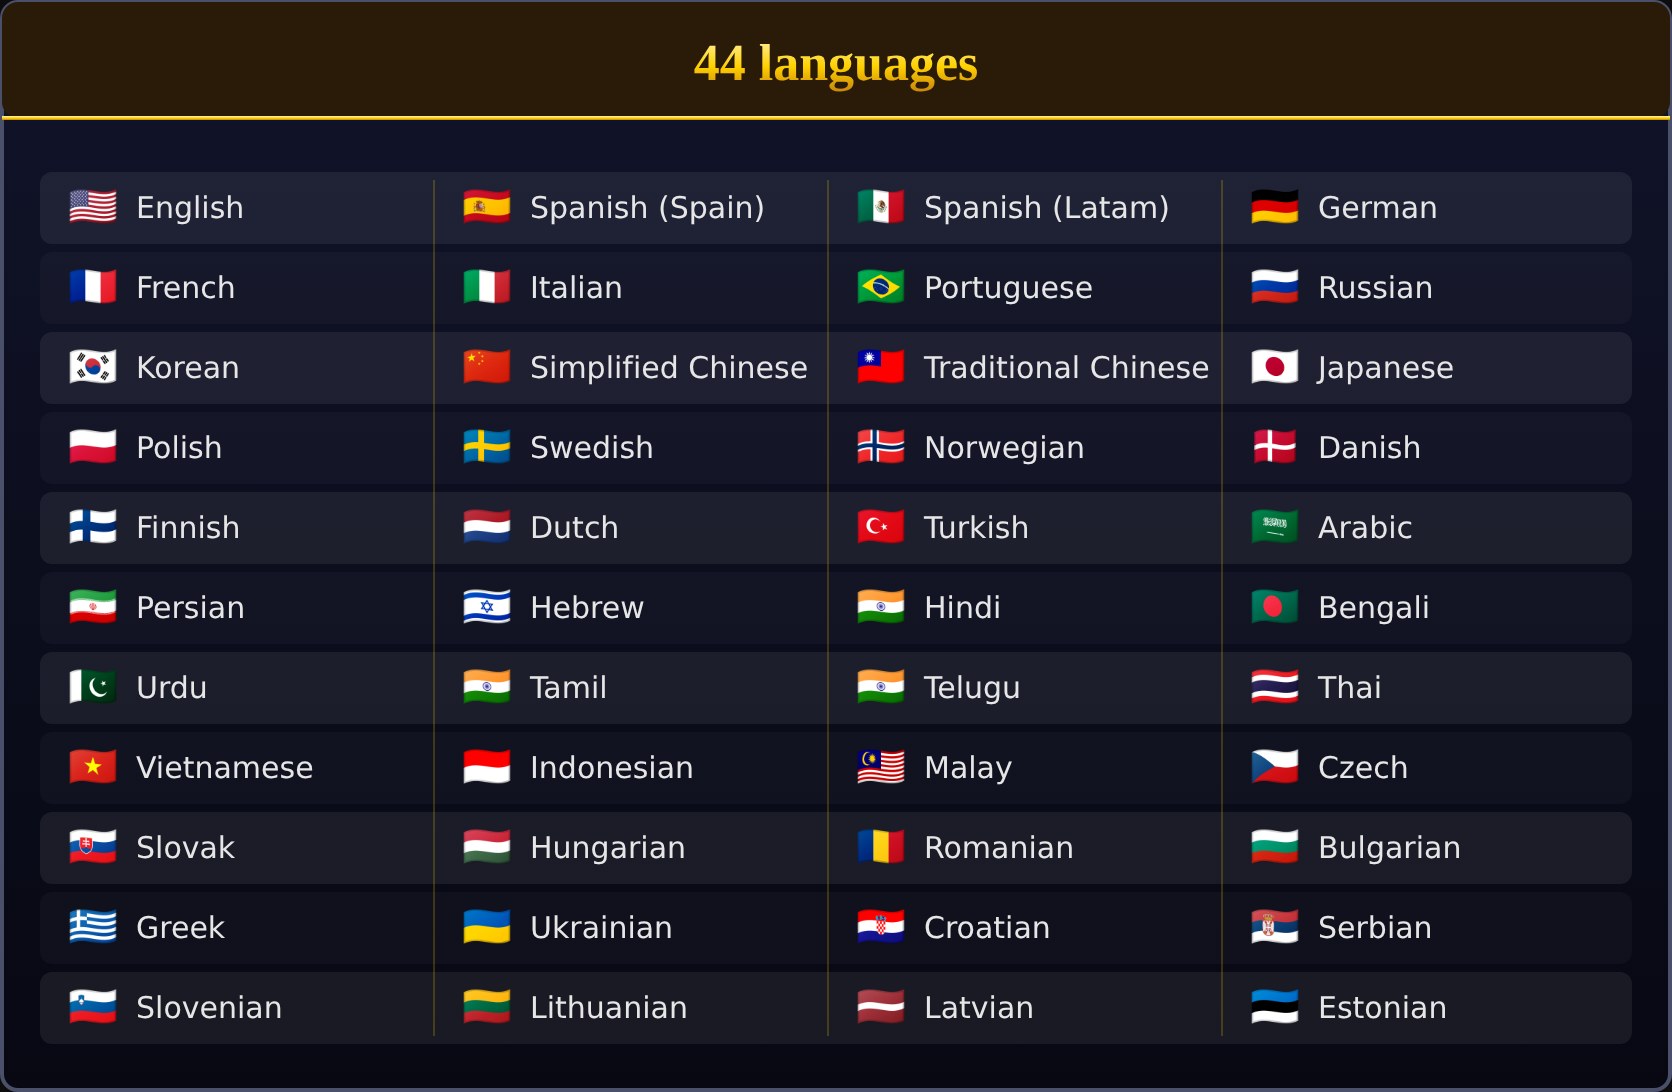 44 languages
English Spanish (Spain) Spanish (Latam) German
French Italian Portuguese Russian
Korean Simplified Chinese Traditional Chinese Japanese
Polish Swedish Norwegian Danish
Finnish Dutch Turkish Arabic
Persian Hebrew Hindi Bengali
Urdu Tamil Telugu Thai
Vietnamese Indonesian Malay Czech
Slovak Hungarian Romanian Bulgarian
Greek Ukrainian Croatian Serbian
Slovenian Lithuanian Latvian Estonian